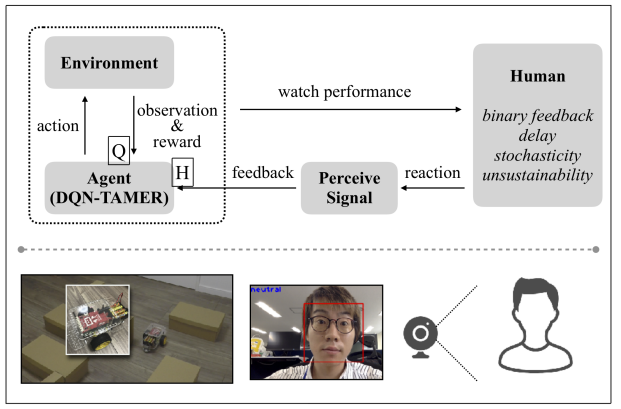 Environment
action
observation
&
reward
Q
H
Agent
(DQN-TAMER)
watch performance
feedback
Perceive
Signal
reaction
Human
binary feedback
delay
stochasticity
unsustainability
neutral